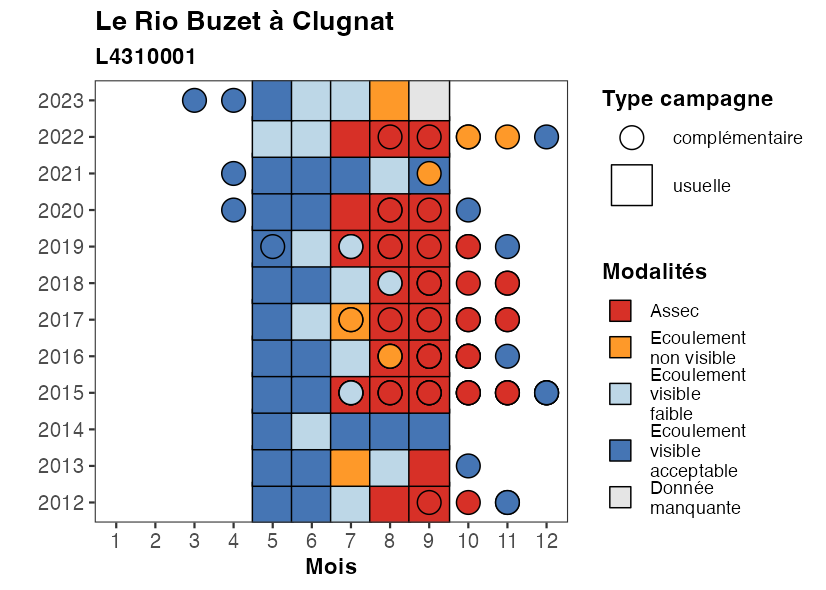 Le Rio Buzet à Clugnat
L4310001
2023
2022
2021
2020
2019
2018
2017
2016
2015
2014
2013
2012
1 2 3 4 5 6 7 8 9 10 11 12
Mois
Type campagne
complémentaire
usuelle
Modalités
Assec
Ecoulement
non visible
Ecoulement
visible
faible
Ecoulement
visible
acceptable
Donnée
manquante